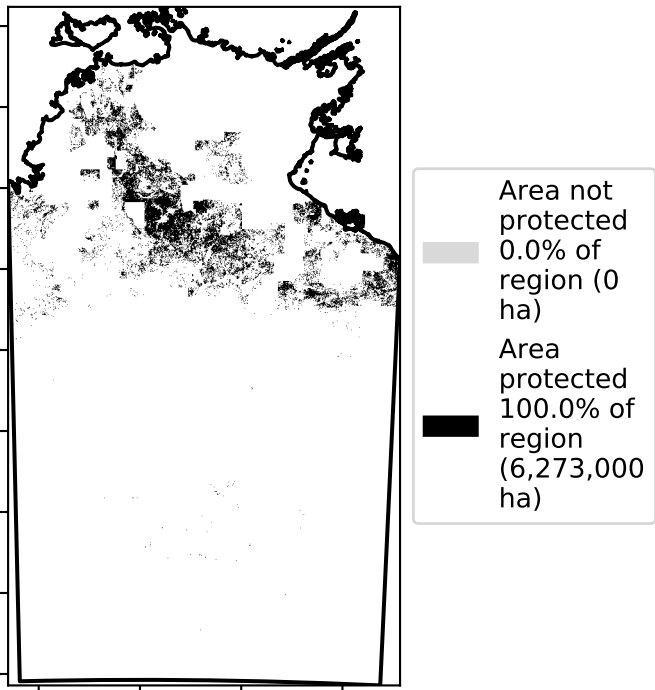 Area not
protected
0.0% of
region (0
ha)
Area
protected
100.0% of
region
(6,273,000
ha)